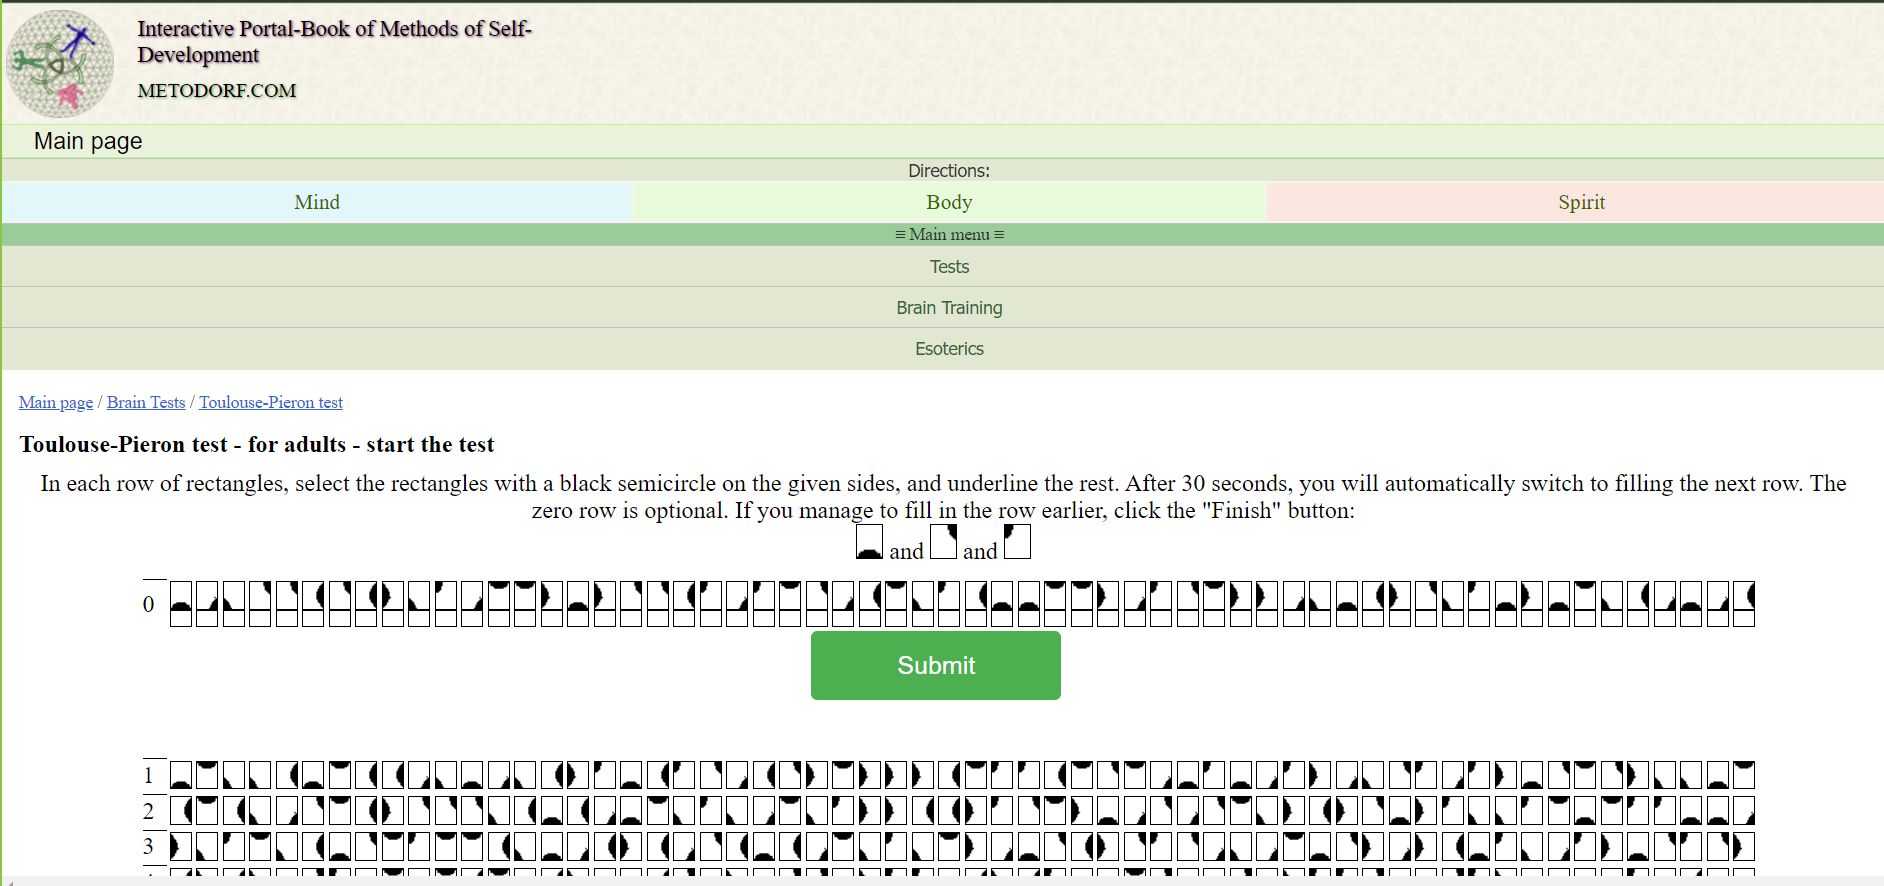 Interactive Portal-Book of Methods of Self-
Development
METODORF.COM
Main page
Directions:
Mind Body Spirit
≡ Main menu ≡
Tests
Brain Training
Esoterics
Main page / Brain Tests / Toulouse-Pieron test
Toulouse-Pieron test - for adults - start the test
In each row of rectangles, select the rectangles with a black semicircle on the given sides, and underline the rest. After 30 seconds, you will automatically switch to filling the next row. The
zero row is optional. If you manage to fill in the row earlier, click the "Finish" button:
and and
0
Submit
1
2
3